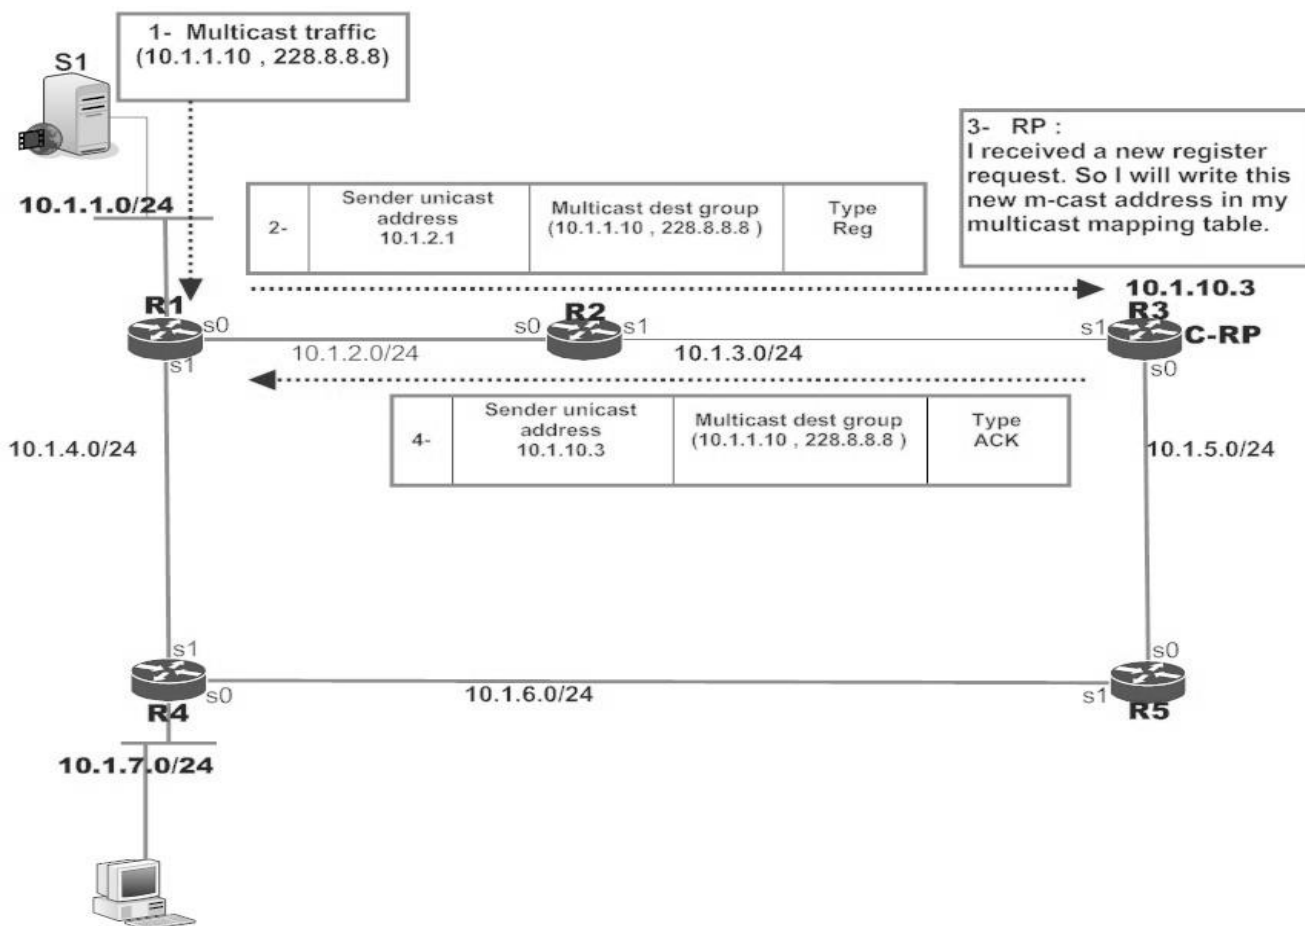 1- Multicast traffic
(10.1.1.10 , 228.8.8.8)
S1
3- RP :
I received a new register
request. So I will write this
new m-cast address in my
multicast mapping table.
10.1.1.0/24
2-
Sender unicast
address
10.1.2.1
Multicast dest group
(10.1.1.10 , 228.8.8.8 )
Type
Reg
10.1.10.3
R1
R2
R3
s0
s0
s1
s1
C-RP
s1
10.1.2.0/24
10.1.3.0/24
s0
4-
Sender unicast
address
10.1.10.3
Multicast dest group
(10.1.1.10 , 228.8.8.8 )
Type
ACK
10.1.4.0/24
10.1.5.0/24
s1
s0
s0
10.1.6.0/24
s1
R4
R5
10.1.7.0/24